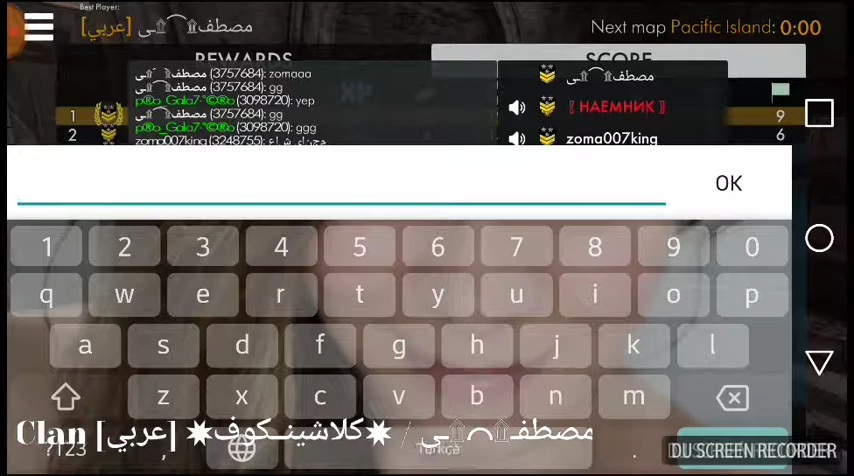 Best Player:
[عربي] مصطفـ۩⁀۩ـى
Next map Pacific Island: 0:00
REWARDS
SCORE
مصطفـ۩⁀۩ـى (3757684): zomaaa
مصطفـ۩⁀۩ـى (3757684): gg
p®o_Gala7·°©®o (3098720): yep
مصطفـ۩⁀۩ـى (3757684): gg
p®o_Gala7·°©®o (3098720): ggg
zoma007king (3248755):
مصطفـ۩⁀۩ـى
〖 НАЕМНИК 〗
zoma007king
XP
1
9
2
6
OK
1 2 3 4 5 6 7 8 9 0
q w e r t y u i o p
a s d f g h j k l
z x c v b n m
Clan [عربي] ✷كلاشينـكوف✷ / مصطفـ۩⁀۩ـى
?123 , Türkçe .
DU SCREEN RECORDER